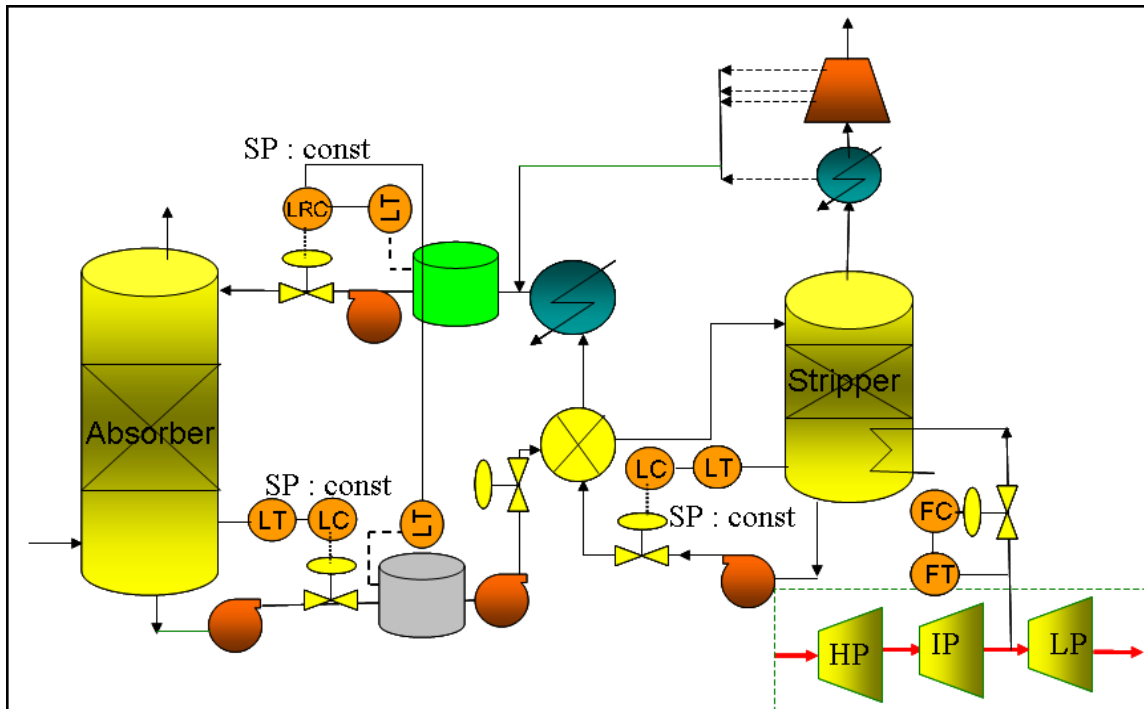 SP : const
LRC
LT
Stripper
Absorber
LC
LT
SP : const
SP : const
LT
LC
LT
FC
FT
HP
IP
LP